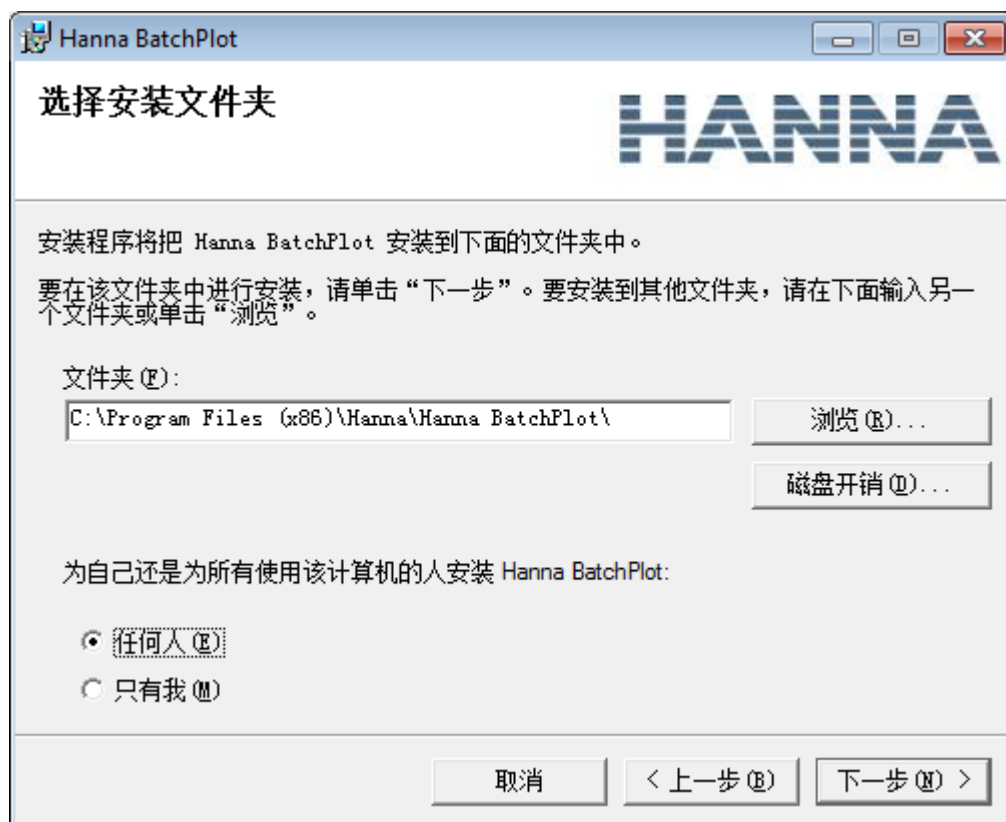 Hanna BatchPlot
选择安装文件夹
HANNA
安装程序将把 Hanna BatchPlot 安装到下面的文件夹中。
要在该文件夹中进行安装，请单击“下一步”。要安装到其他文件夹，请在下面输入另一
个文件夹或单击“浏览”。
文件夹(F):
C:\Program Files (x86)\Hanna\Hanna BatchPlot\
浏览(R)...
磁盘开销(D)...
为自己还是为所有使用该计算机的人安装 Hanna BatchPlot:
任何人(E)
只有我(M)
取消
< 上一步(B)
下一步(N) >